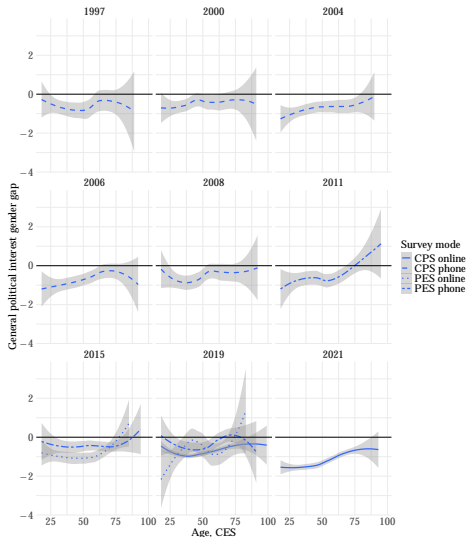 1997 2000 2004
2
0
−2
−4
2006 2008 2011
2
0
−2
−4
2015 2019 2021
2
0
−2
−4
25 50 75 100 25 50 75 100 25 50 75 100
Age, CES
General political interest gender gap
Survey mode
CPS online
CPS phone
PES online
PES phone